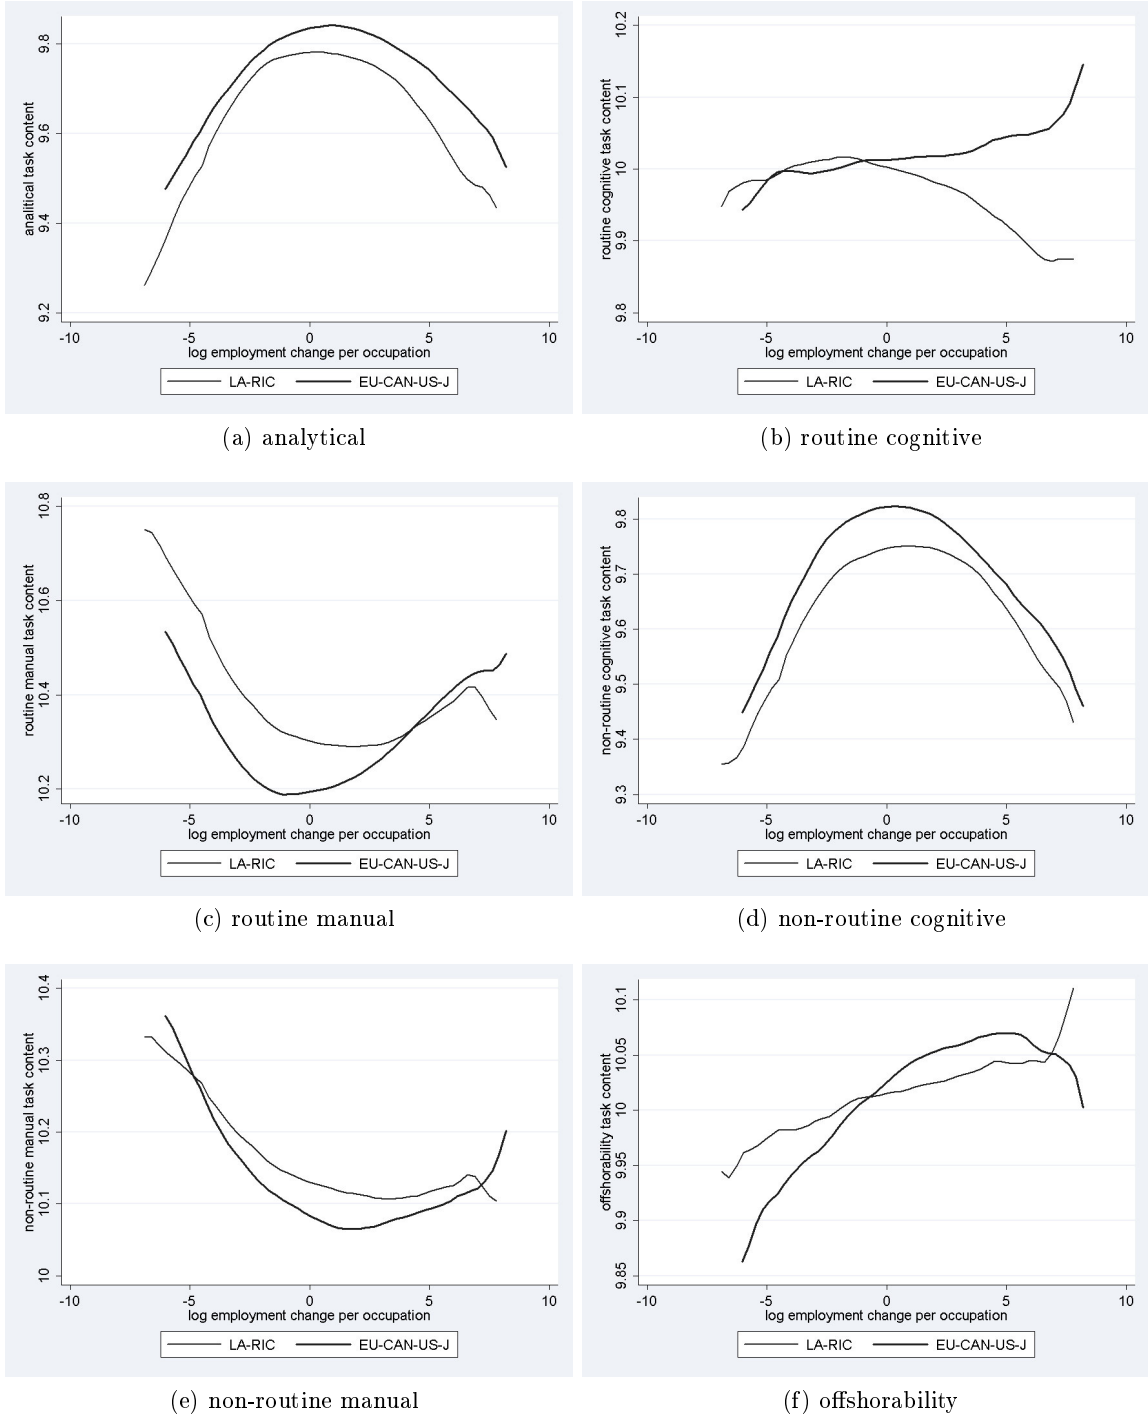 analitical task content
9.8
9.6
9.4
9.2
-10 -5 0 5 10
log employment change per occupation
LA-RIC EU-CAN-US-J
(a) analytical
routine cognitive task content
10.2
10.1
10
9.9
9.8
-10 -5 0 5 10
log employment change per occupation
LA-RIC EU-CAN-US-J
(b) routine cognitive
routine manual task content
10.8
10.6
10.4
10.2
-10 -5 0 5 10
log employment change per occupation
LA-RIC EU-CAN-US-J
(c) routine manual
non-routine cognitive task content
9.8
9.7
9.6
9.5
9.4
9.3
-10 -5 0 5 10
log employment change per occupation
LA-RIC EU-CAN-US-J
(d) non-routine cognitive
non-routine manual task content
10.4
10.3
10.2
10.1
10
-10 -5 0 5 10
log employment change per occupation
LA-RIC EU-CAN-US-J
(e) non-routine manual
offshorability task content
10.1
10.05
10
9.95
9.9
9.85
-10 -5 0 5 10
log employment change per occupation
LA-RIC EU-CAN-US-J
(f) offshorability